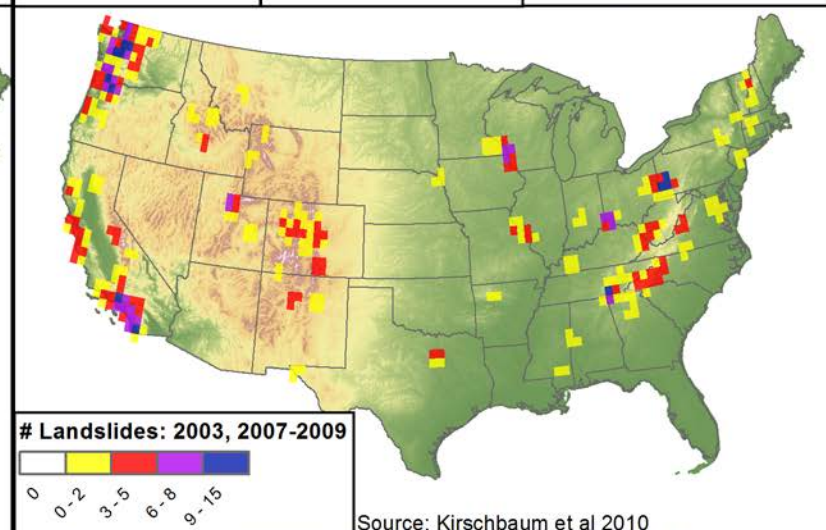 # Landslides: 2003, 2007-2009
0
0 - 2
3 - 5
6 - 8
9 - 15
Source: Kirschbaum et al 2010